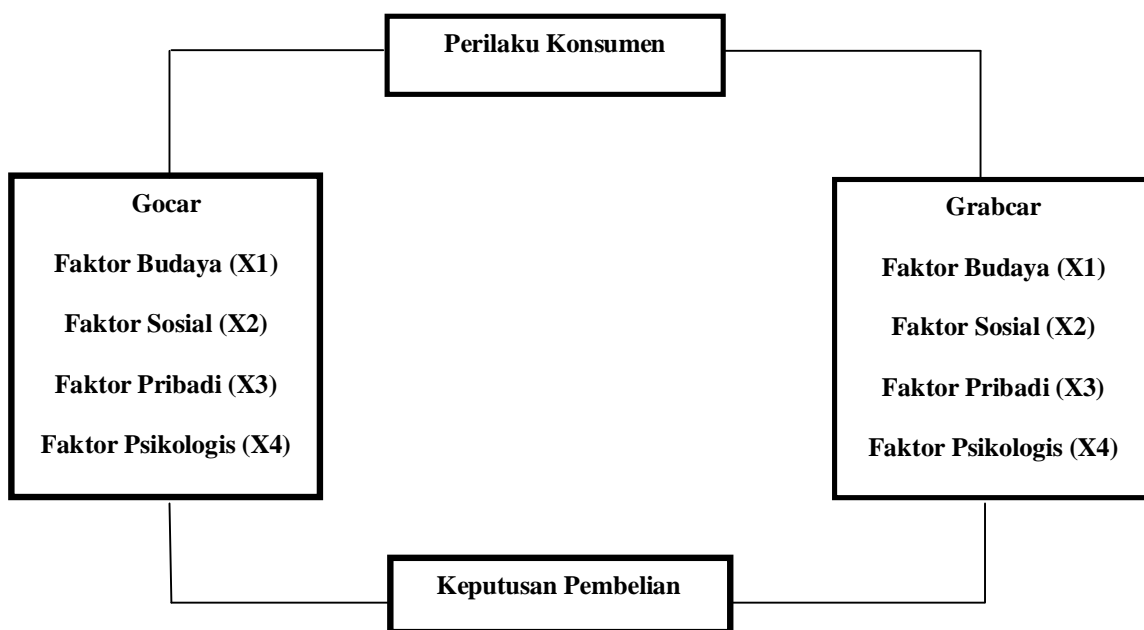 Perilaku Konsumen
Gocar
Faktor Budaya (X1)
Faktor Sosial (X2)
Faktor Pribadi (X3)
Faktor Psikologis (X4)
Grabcar
Faktor Budaya (X1)
Faktor Sosial (X2)
Faktor Pribadi (X3)
Faktor Psikologis (X4)
Keputusan Pembelian